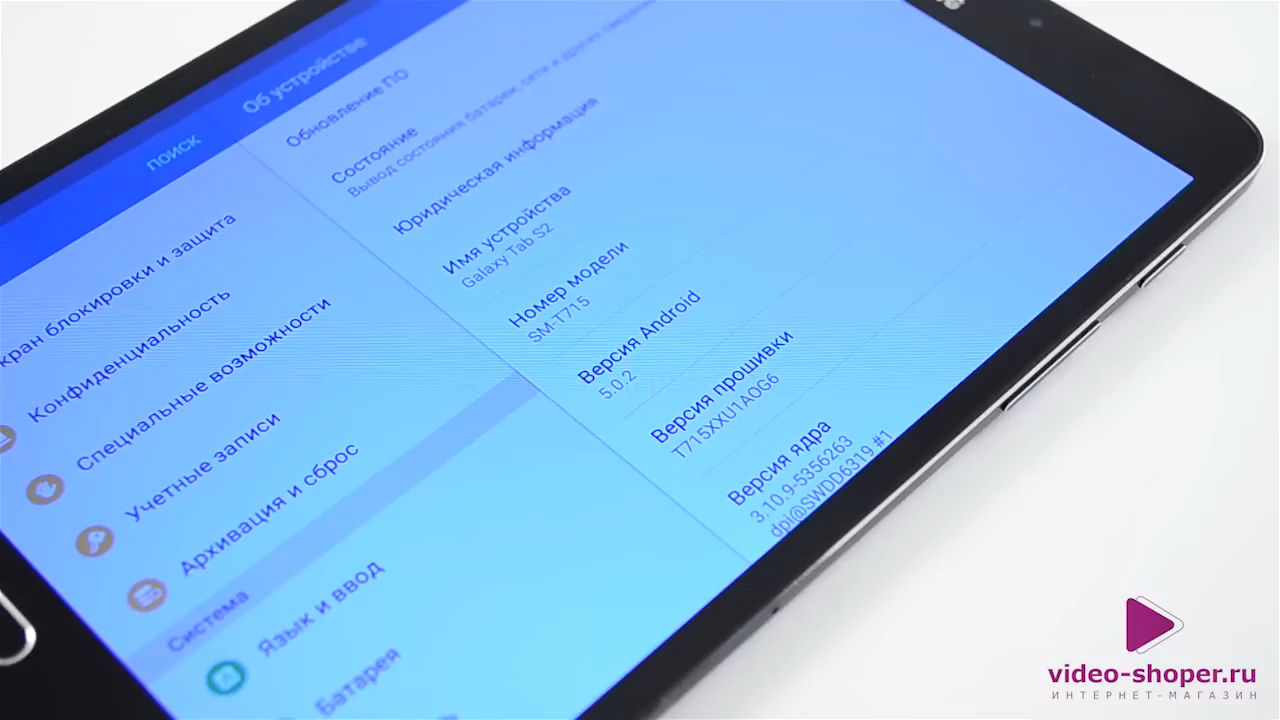 Об устройстве
ПОИСК
Обновление ПО
Состояние
Вывод состояния батареи, сети и другие сведения
Юридическая информация
Имя устройства
Galaxy Tab S2
Номер модели
SM-T715
Версия Android
5.0.2
Версия прошивки
T715XXU1AOG6
Версия ядра
3.10.9-5356263
dpi@SWDD6319 #1
кран блокировки и защита
Конфиденциальность
Специальные возможности
Учетные записи
Архивация и сброс
Система
Язык и ввод
Батарея
video-shoper.ru
ИНТЕРНЕТ-МАГАЗИН